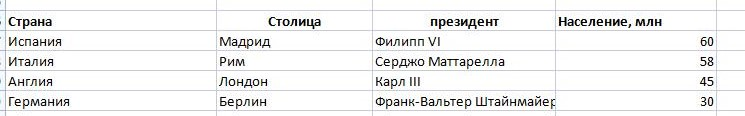 Страна Столица президент Население, млн
Испания Мадрид Филипп VI 60
Италия Рим Серджо Маттарелла 58
Англия Лондон Карл III 45
Германия Берлин Франк-Вальтер Штайнмайер 30